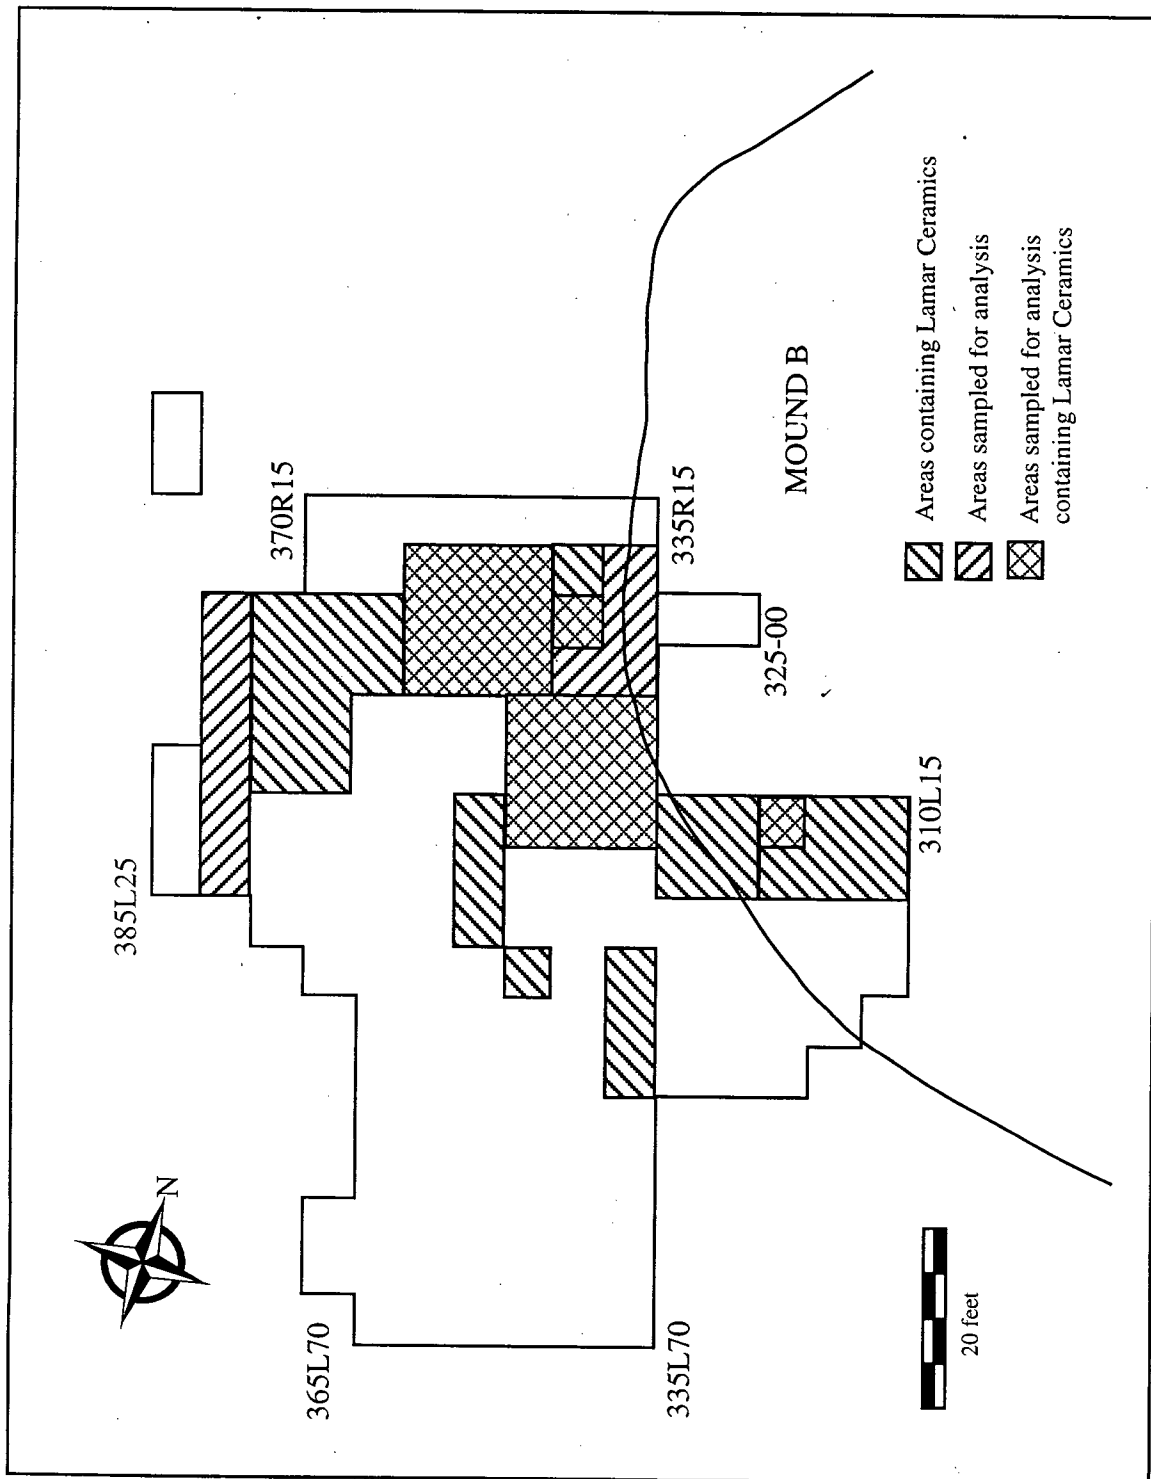 N
385L25
370R15
365L70
335L70
335R15
325-00
310L15
MOUND B
Areas containing Lamar Ceramics
Areas sampled for analysis
Areas sampled for analysis
containing Lamar Ceramics
20 feet